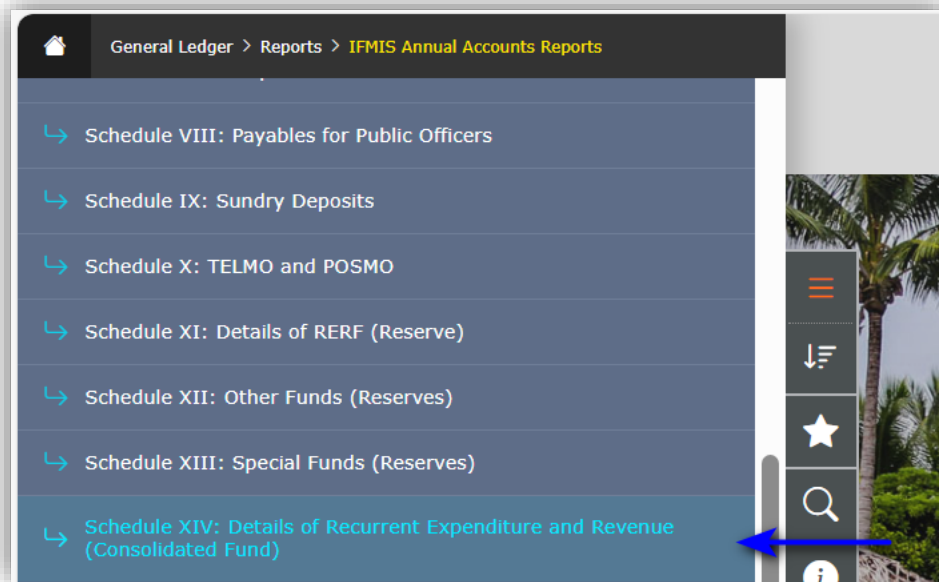 General Ledger > Reports > IFMIS Annual Accounts Reports
Schedule VIII: Payables for Public Officers
Schedule IX: Sundry Deposits
Schedule X: TELMO and POSMO
Schedule XI: Details of RERF (Reserve)
Schedule XII: Other Funds (Reserves)
Schedule XIII: Special Funds (Reserves)
Schedule XIV: Details of Recurrent Expenditure and Revenue
(Consolidated Fund)